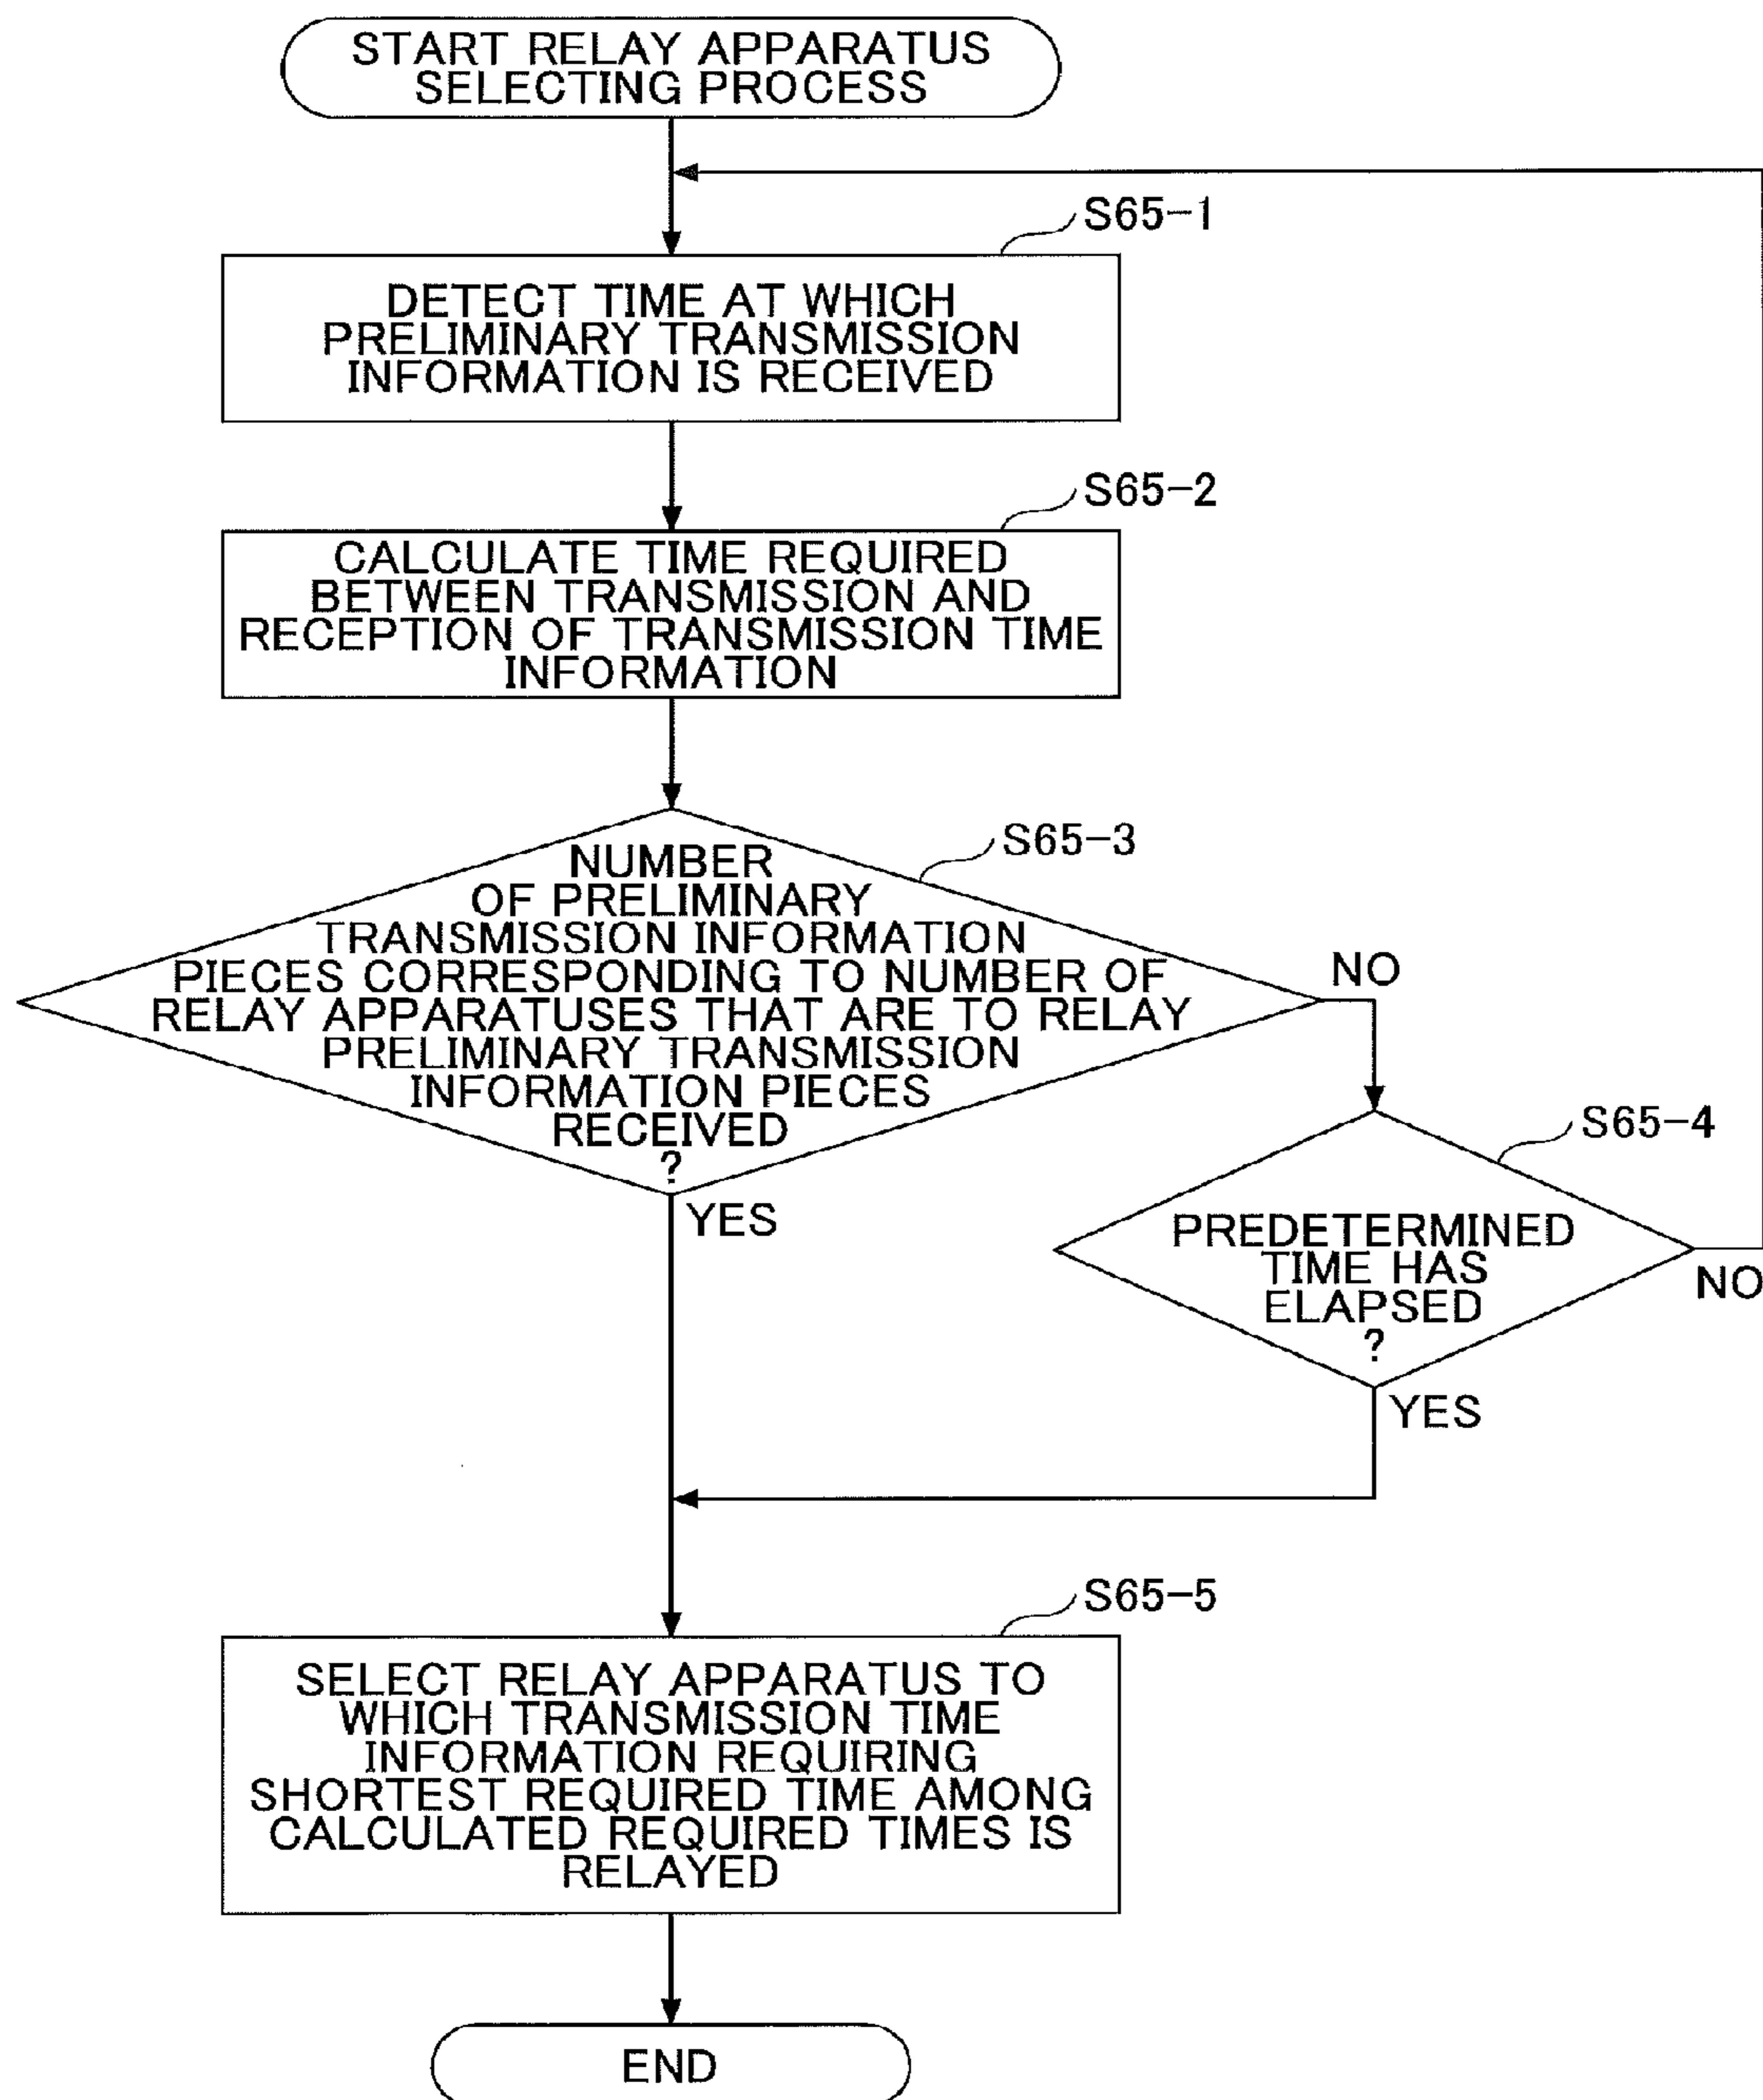 START RELAY APPARATUS
SELECTING PROCESS
S65-1
DETECT TIME AT WHICH
PRELIMINARY TRANSMISSION
INFORMATION IS RECEIVED
S65-2
CALCULATE TIME REQUIRED
BETWEEN TRANSMISSION AND
RECEPTION OF TRANSMISSION TIME
INFORMATION
S65-3
NUMBER
OF PRELIMINARY
TRANSMISSION INFORMATION
PIECES CORRESPONDING TO NUMBER OF
RELAY APPARATUSES THAT ARE TO RELAY
PRELIMINARY TRANSMISSION
INFORMATION PIECES
RECEIVED
?
NO
YES
S65-4
PREDETERMINED
TIME HAS
ELAPSED
?
NO
YES
S65-5
SELECT RELAY APPARATUS TO
WHICH TRANSMISSION TIME
INFORMATION REQUIRING
SHORTEST REQUIRED TIME AMONG
CALCULATED REQUIRED TIMES IS
RELAYED
END